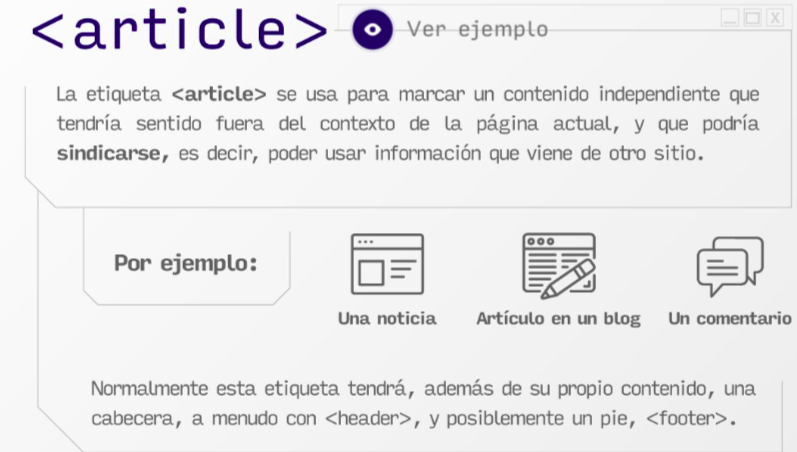 <article> Ver ejemplo
La etiqueta <article> se usa para marcar un contenido independiente que
tendría sentido fuera del contexto de la página actual, y que podría
sindicarse, es decir, poder usar información que viene de otro sitio.
Por ejemplo:
Una noticia
Artículo en un blog
Un comentario
Normalmente esta etiqueta tendrá, además de su propio contenido, una
cabecera, a menudo con <header>, y posiblemente un pie, <footer>.